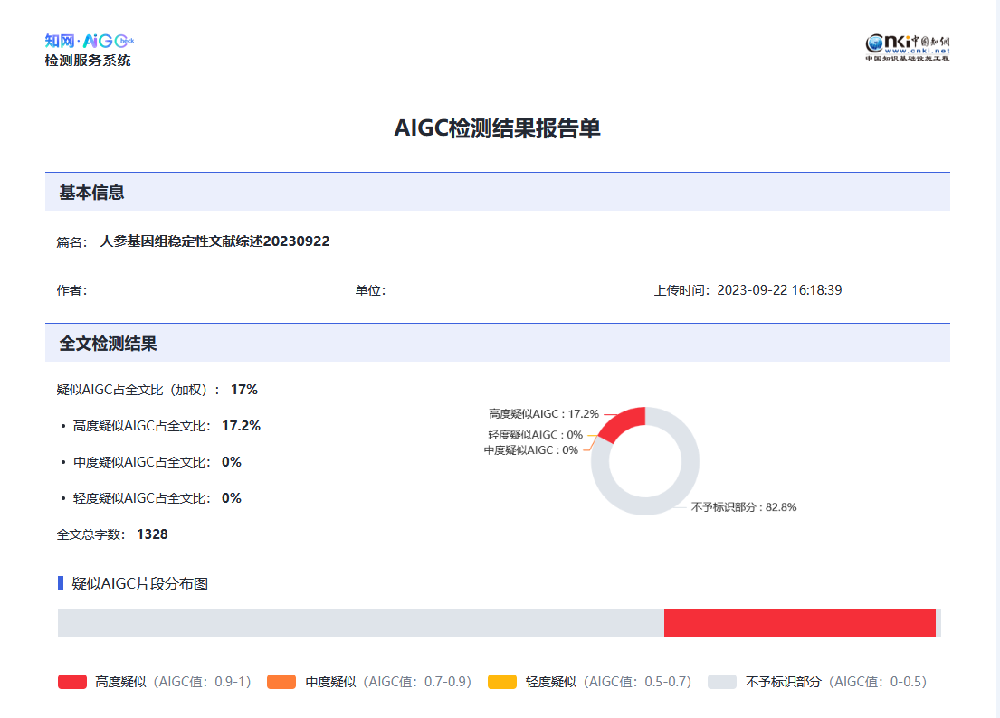 知网·AIGC Check
检测服务系统
cnki中国知网
www.cnki.net
中国知识基础设施工程
AIGC检测结果报告单
基本信息
篇名： 人参基因组稳定性文献综述20230922
作者： 单位： 上传时间：2023-09-22 16:18:39
全文检测结果
疑似AIGC占全文比（加权）： 17%
• 高度疑似AIGC占全文比： 17.2%
• 中度疑似AIGC占全文比： 0%
• 轻度疑似AIGC占全文比： 0%
全文总字数： 1328
高度疑似AIGC : 17.2%
轻度疑似AIGC : 0%
中度疑似AIGC : 0%
不予标识部分 : 82.8%
疑似AIGC片段分布图
高度疑似（AIGC值：0.9-1） 中度疑似（AIGC值：0.7-0.9） 轻度疑似（AIGC值：0.5-0.7） 不予标识部分（AIGC值：0-0.5）